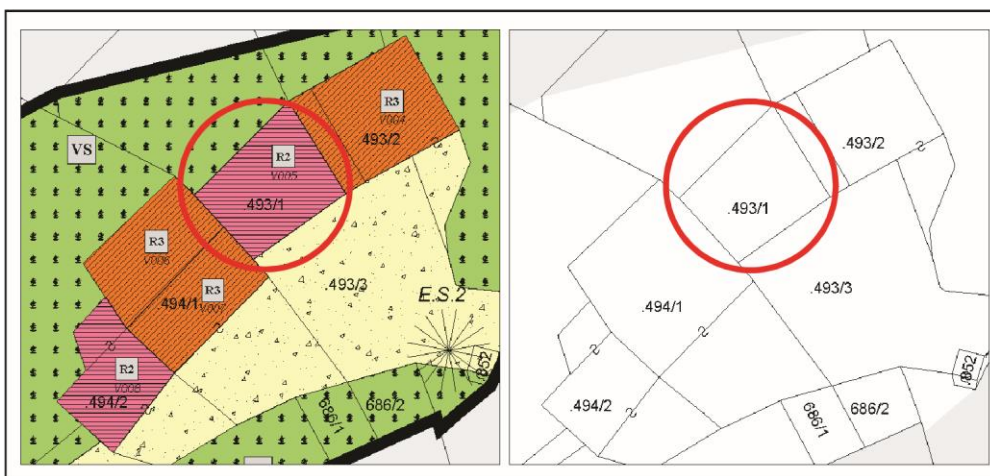 R3
V004
.493/2
VS
R2
V005
.493/1
R3
V006
R3
V007
.494/1
.493/3
E.S.2
R2
V008
.494/2
686/1
686/2
.852
.493/2
.493/1
.493/3
.494/1
.494/2
686/1
686/2
.852